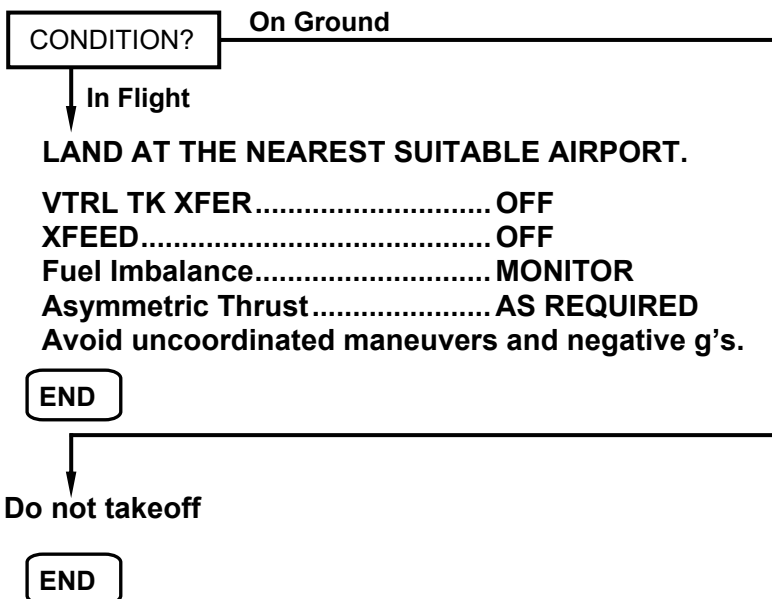 CONDITION? On Ground
In Flight
LAND AT THE NEAREST SUITABLE AIRPORT.
VTRL TK XFER............................OFF
XFEED.........................................OFF
Fuel Imbalance............................MONITOR
Asymmetric Thrust.....................AS REQUIRED
Avoid uncoordinated maneuvers and negative g’s.
END
Do not takeoff
END